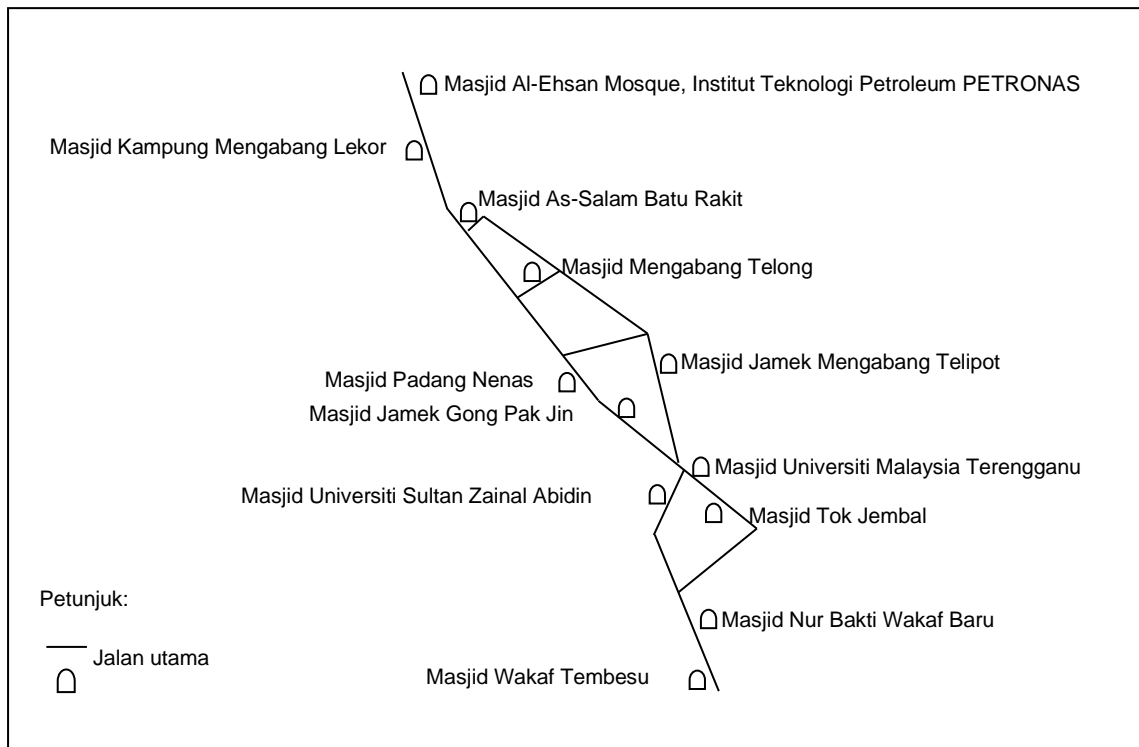 Masjid Al-Ehsan Mosque, Institut Teknologi Petroleum PETRONAS
Masjid Kampung Mengabang Lekor
Masjid As-Salam Batu Rakit
Masjid Mengabang Telong
Masjid Jamek Mengabang Telipot
Masjid Padang Nenas
Masjid Jamek Gong Pak Jin
Masjid Universiti Malaysia Terengganu
Masjid Universiti Sultan Zainal Abidin
Masjid Tok Jembal
Petunjuk:
Masjid Nur Bakti Wakaf Baru
Jalan utama
Masjid Wakaf Tembesu